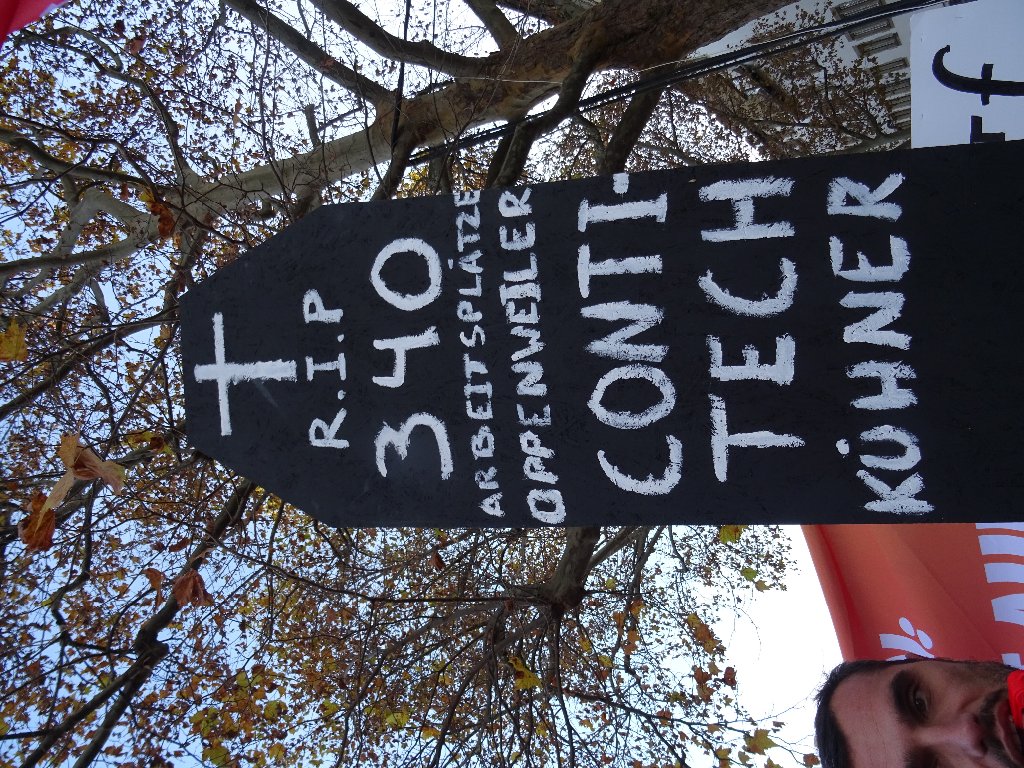 R.I.P
340
ARBEITSPLÄTZE
OPPENWEILER
CONTI-
TECH
KÜHNER